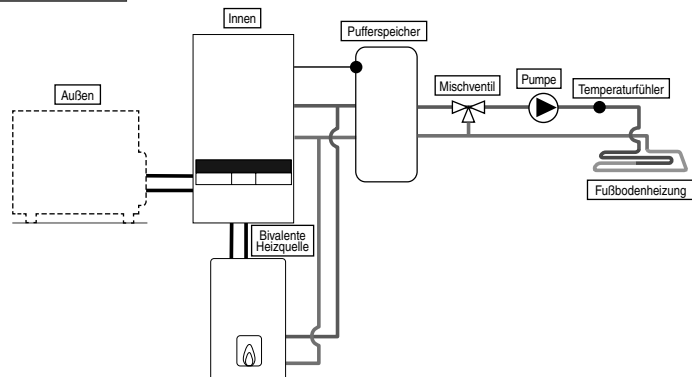 Innen
Pufferspeicher
Außen
Mischventil
Pumpe
Temperaturfühler
Fußbodenheizung
Bivalente
Heizquelle